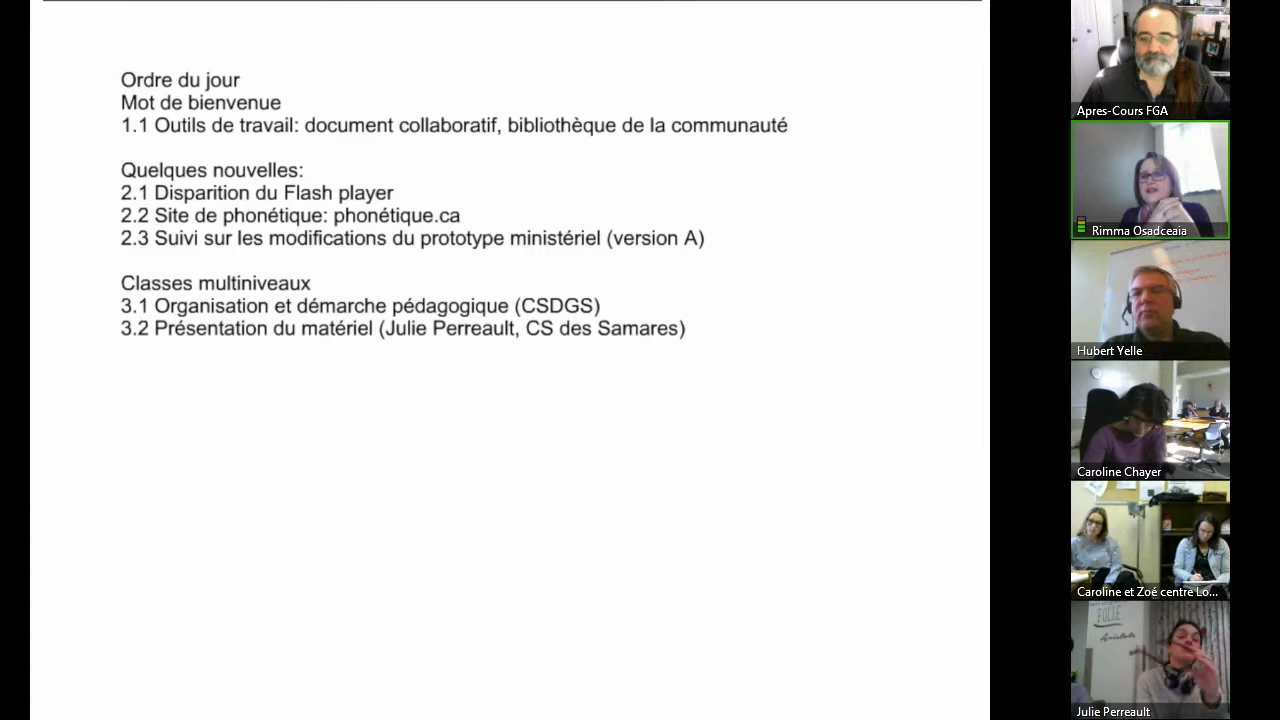 Ordre du jour
Mot de bienvenue
1.1 Outils de travail: document collaboratif, bibliothèque de la communauté
Quelques nouvelles:
2.1 Disparition du Flash player
2.2 Site de phonétique: phonétique.ca
2.3 Suivi sur les modifications du prototype ministériel (version A)
Classes multiniveaux
3.1 Organisation et démarche pédagogique (CSDGS)
3.2 Présentation du matériel (Julie Perreault, CS des Samares)
Apres-Cours FGA
Rimma Osadceaia
Hubert Yelle
Caroline Chayer
Caroline et Zoé centre Lo...
FOLIE
Aristote
Julie Perreault